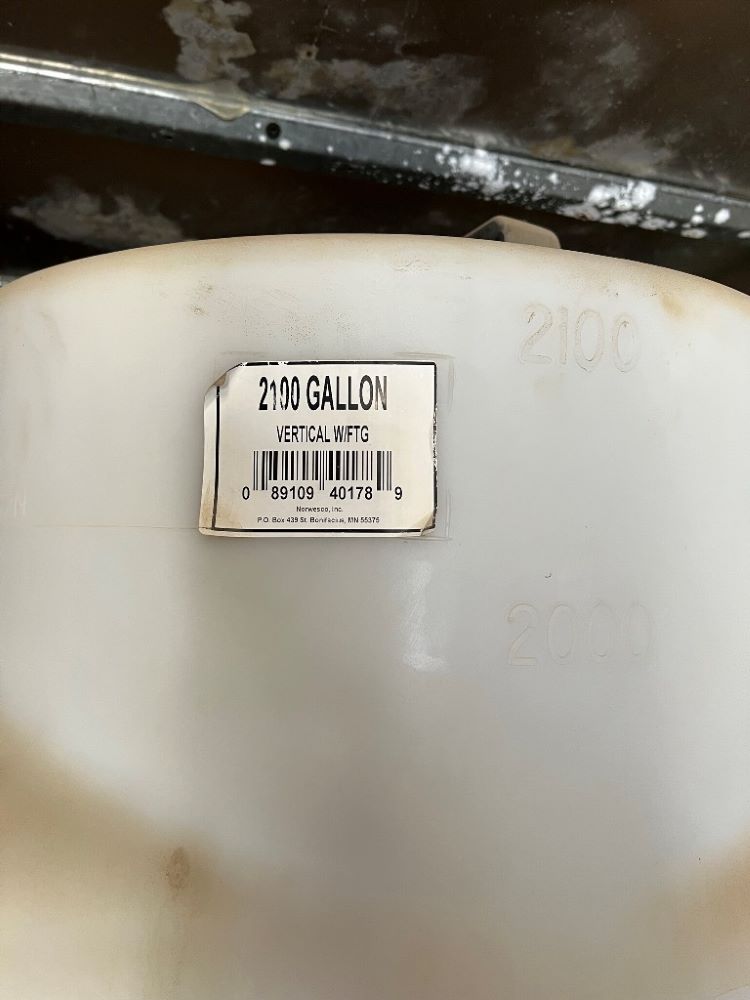 2100
2100 GALLON
VERTICAL W/FTG
0 89109 40178 9
Norwesco, Inc.
P.O. Box 439 St. Bonifacius, MN 55375
2000